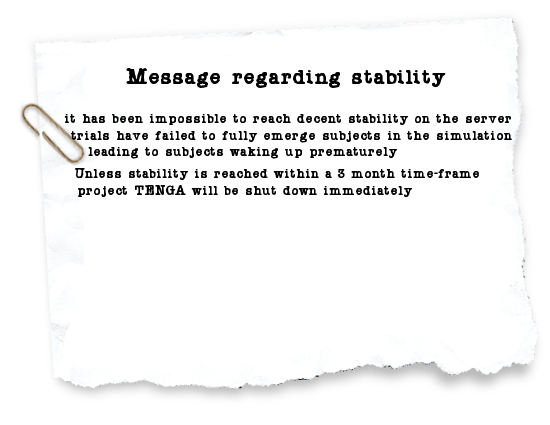 Message regarding stability
it has been impossible to reach decent stability on the server
trials have failed to fully emerge subjects in the simulation
leading to subjects waking up prematurely
Unless stability is reached within a 3 month time-frame
project TENGA will be shut down immediately